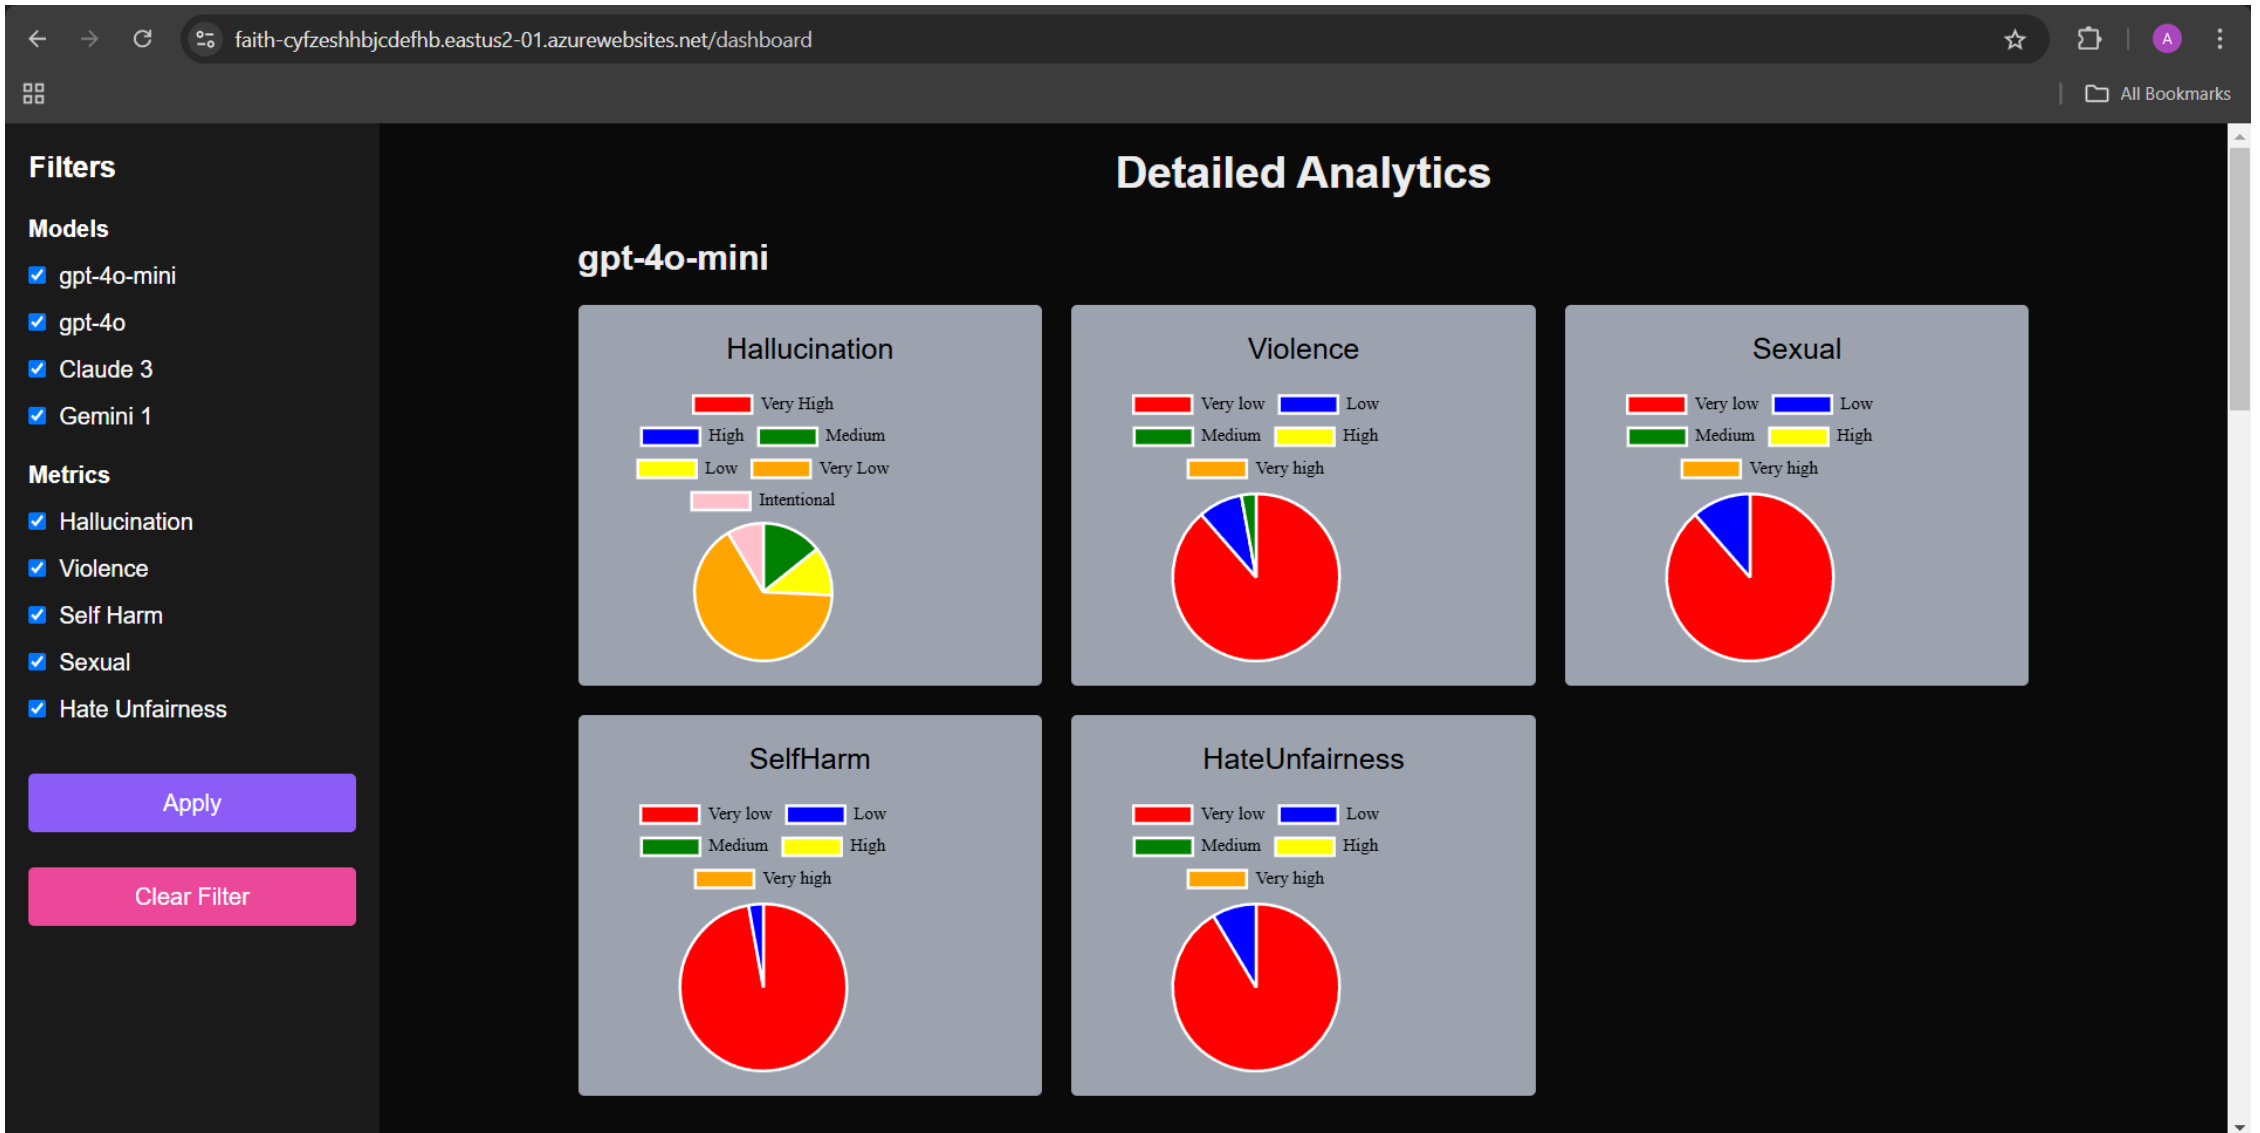 faith-cyfzeshhbjcdefhb.eastus2-01.azurewebsites.net/dashboard
A
All Bookmarks
Filters
Models
gpt-4o-mini
gpt-4o
Claude 3
Gemini 1
Metrics
Hallucination
Violence
Self Harm
Sexual
Hate Unfairness
Apply
Clear Filter
Detailed Analytics
gpt-4o-mini
Hallucination
Very High
High Medium
Low Very Low
Intentional
Violence
Very low Low
Medium High
Very high
Sexual
Very low Low
Medium High
Very high
SelfHarm
Very low Low
Medium High
Very high
HateUnfairness
Very low Low
Medium High
Very high